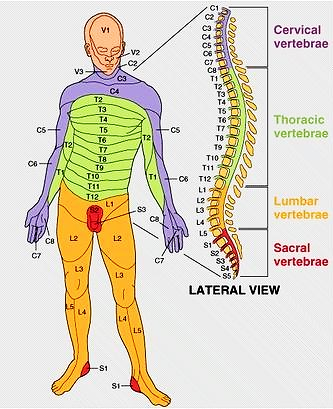 V1
V2
C2
V3
C3
C4
T2
T3
T4
T5
T6
T7
T8
T9
T10
T11
T12
C5
C5
T2
T2
C6
C6
T1
T1
L1
S2
S3
C8
C8
C7
C7
L2
L2
L3
L3
L5
L4
L4
L5
S1
S1
C1
C2
C3
C4
C5
C6
C7
C8
T1
T2
T3
T4
T5
T6
T7
T8
T9
T10
T11
T12
L1
L2
L3
L4
L5
S1
S2
S3
S4
S5
Cervical
vertebrae
Thoracic
vertebrae
Lumbar
vertebrae
Sacral
vertebrae
LATERAL VIEW